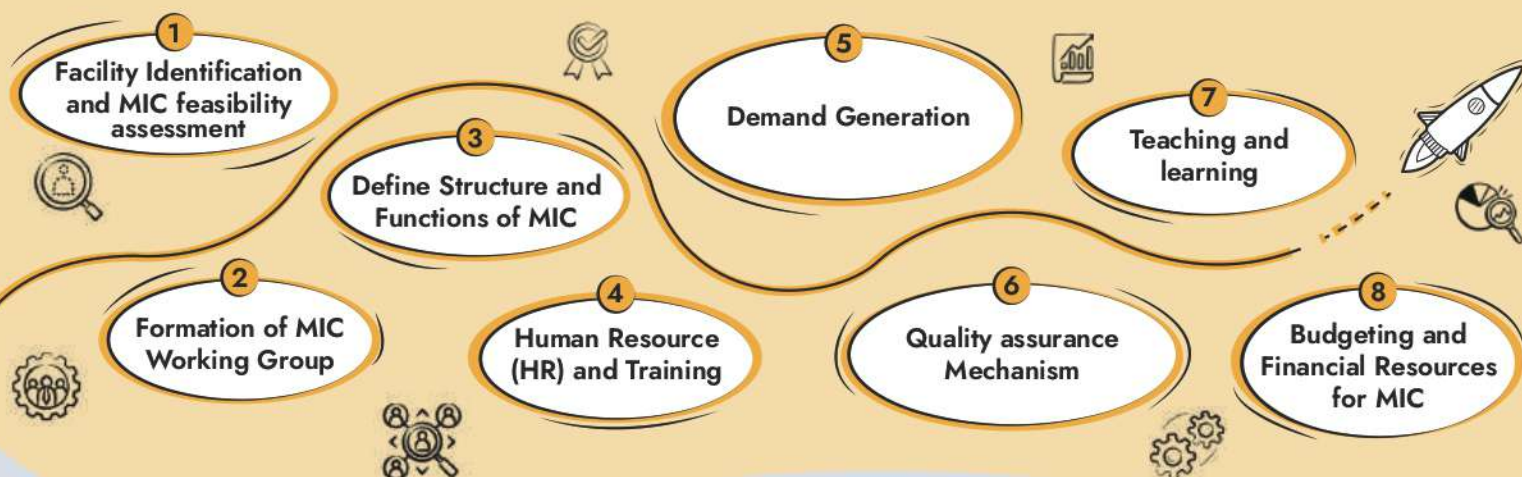 1
Facility Identification
and MIC feasibility
assessment
2
Formation of MIC
Working Group
3
Define Structure and
Functions of MIC
4
Human Resource
(HR) and Training
5
Demand Generation
6
Quality assurance
Mechanism
7
Teaching and
learning
8
Budgeting and
Financial Resources
for MIC